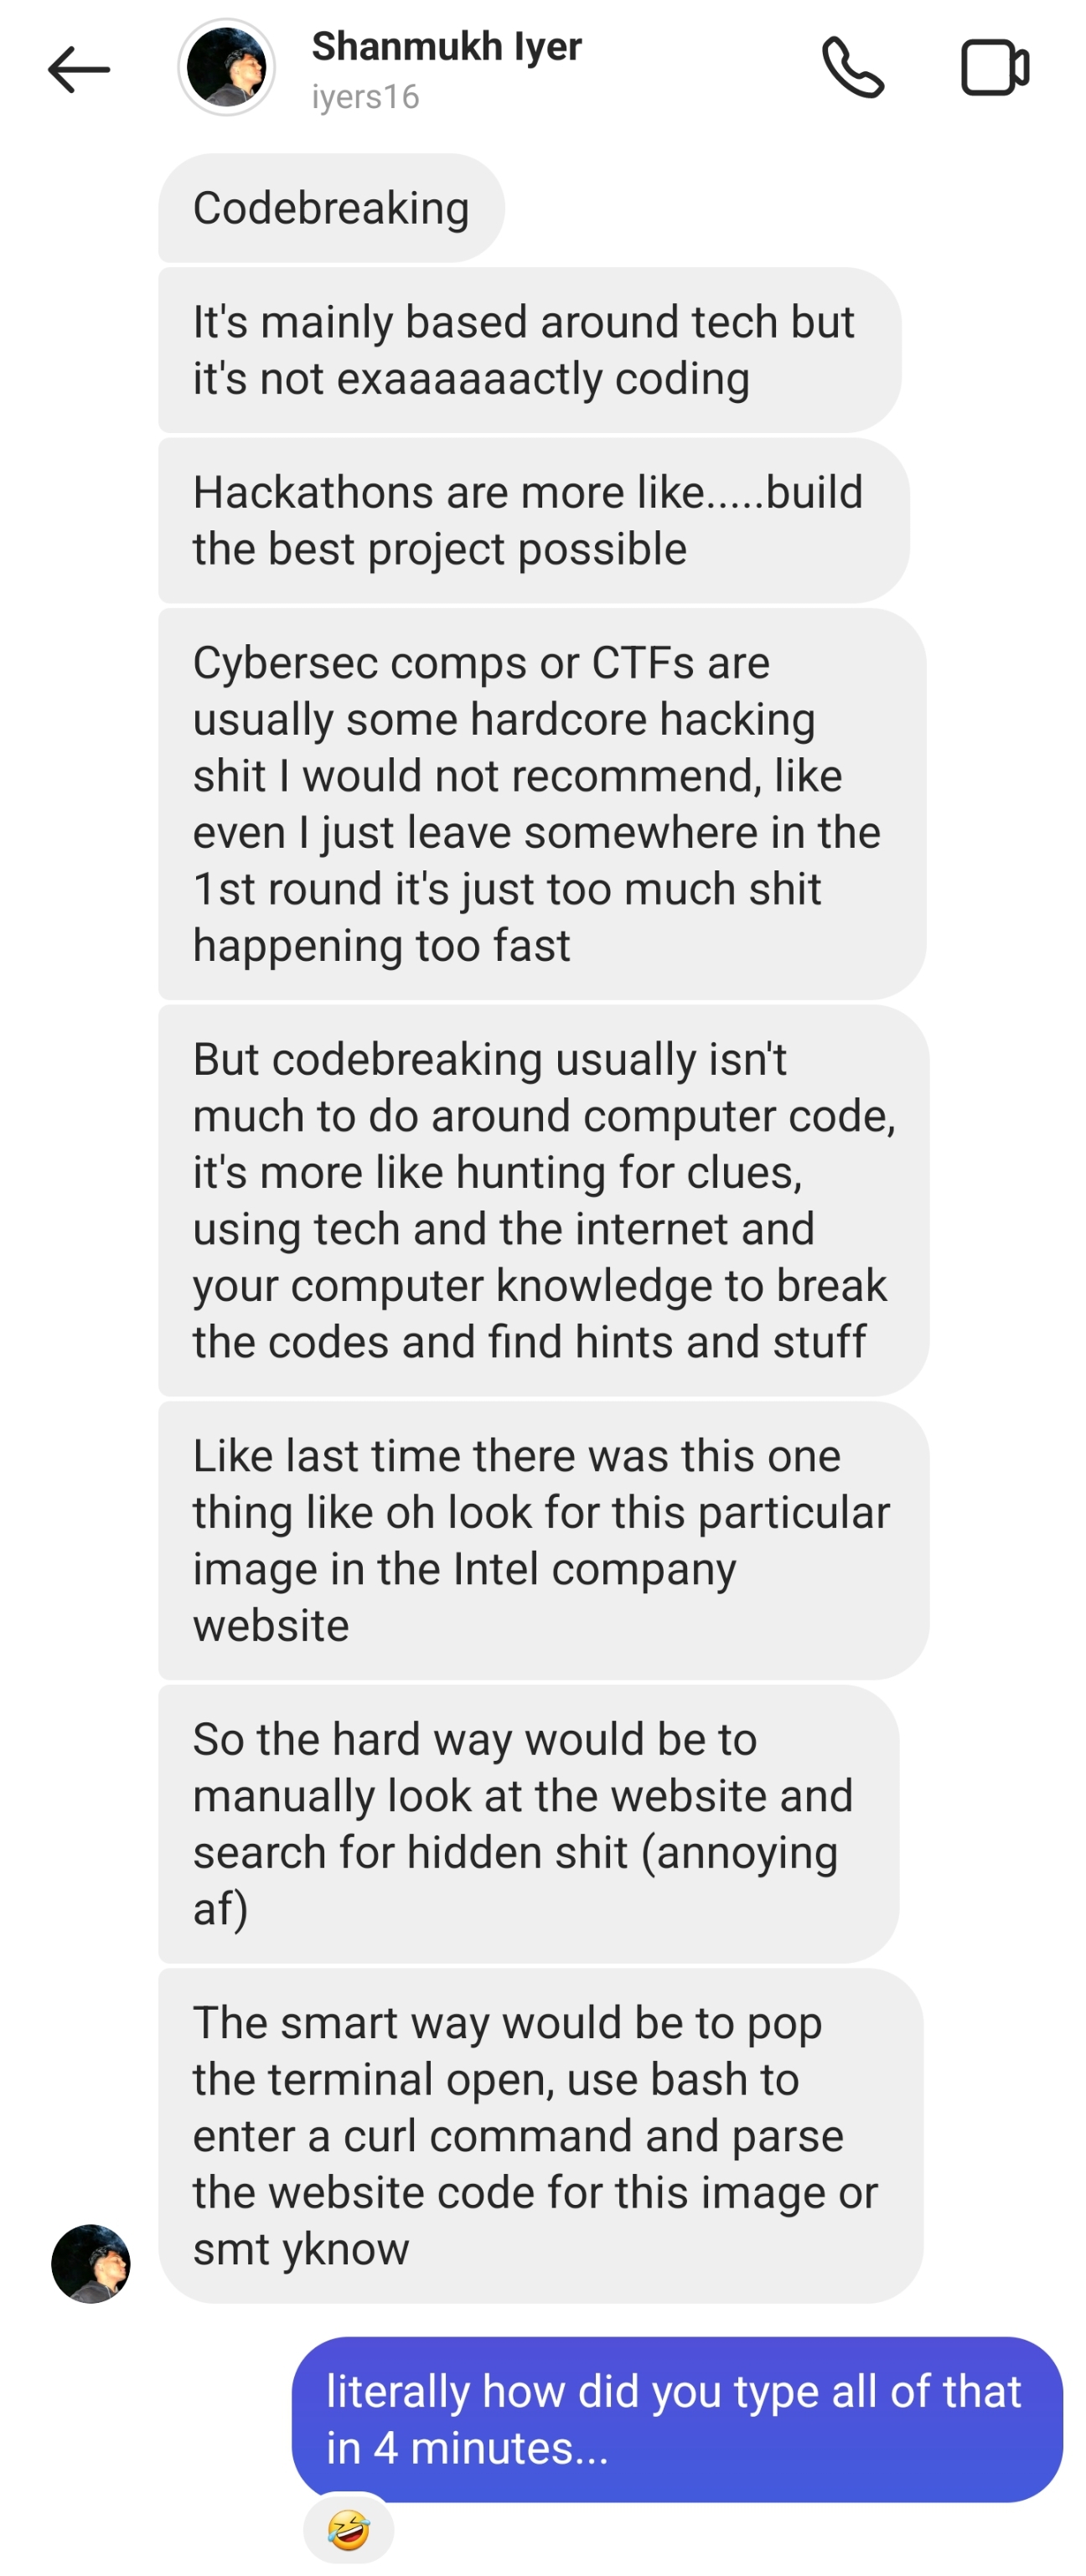 Shanmukh Iyer
iyers16
Codebreaking
It's mainly based around tech but
it's not exaaaaaactly coding
Hackathons are more like.....build
the best project possible
Cybersec comps or CTFs are
usually some hardcore hacking
shit I would not recommend, like
even I just leave somewhere in the
1st round it's just too much shit
happening too fast
But codebreaking usually isn't
much to do around computer code,
it's more like hunting for clues,
using tech and the internet and
your computer knowledge to break
the codes and find hints and stuff
Like last time there was this one
thing like oh look for this particular
image in the Intel company
website
So the hard way would be to
manually look at the website and
search for hidden shit (annoying
af)
The smart way would be to pop
the terminal open, use bash to
enter a curl command and parse
the website code for this image or
smt yknow
literally how did you type all of that
in 4 minutes...
🤣